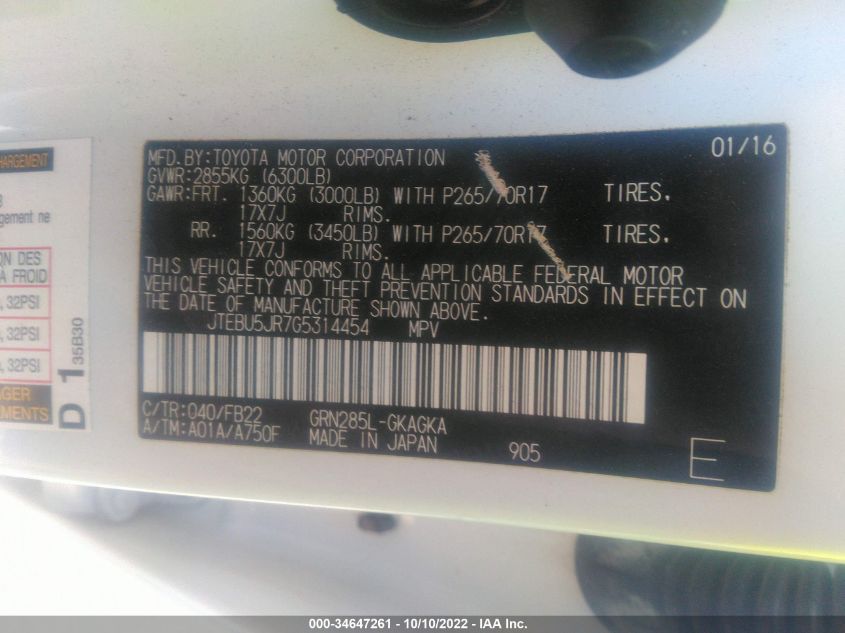 MFD.BY:TOYOTA MOTOR CORPORATION 01/16
GVWR:2855KG (6300LB)
GAWR:FRT. 1360KG (3000LB) WITH P265/70R17 TIRES,
17X7J RIMS.
RR. 1560KG (3450LB) WITH P265/70R17 TIRES,
17X7J RIMS.
THIS VEHICLE CONFORMS TO ALL APPLICABLE FEDERAL MOTOR
VEHICLE SAFETY AND THEFT PREVENTION STANDARDS IN EFFECT ON
THE DATE OF MANUFACTURE SHOWN ABOVE.
JTEBU5JR7G5314454 MPV
C/TR:040/FB22 GRN285L-GKAGKA
A/TM:A01A/A750F MADE IN JAPAN 905 E
ne
ON DES
A FROID
32PSI
32PSI
32PSI
D 1 35B30
000-34647261 - 10/10/2022 - IAA Inc.